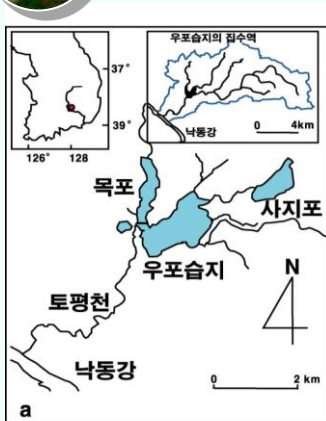 우포습지의 집수역
37°
39°
126° 128
낙동강
0 4km
목포
사지포
우포습지
토평천
N
낙동강
0 2 km
a